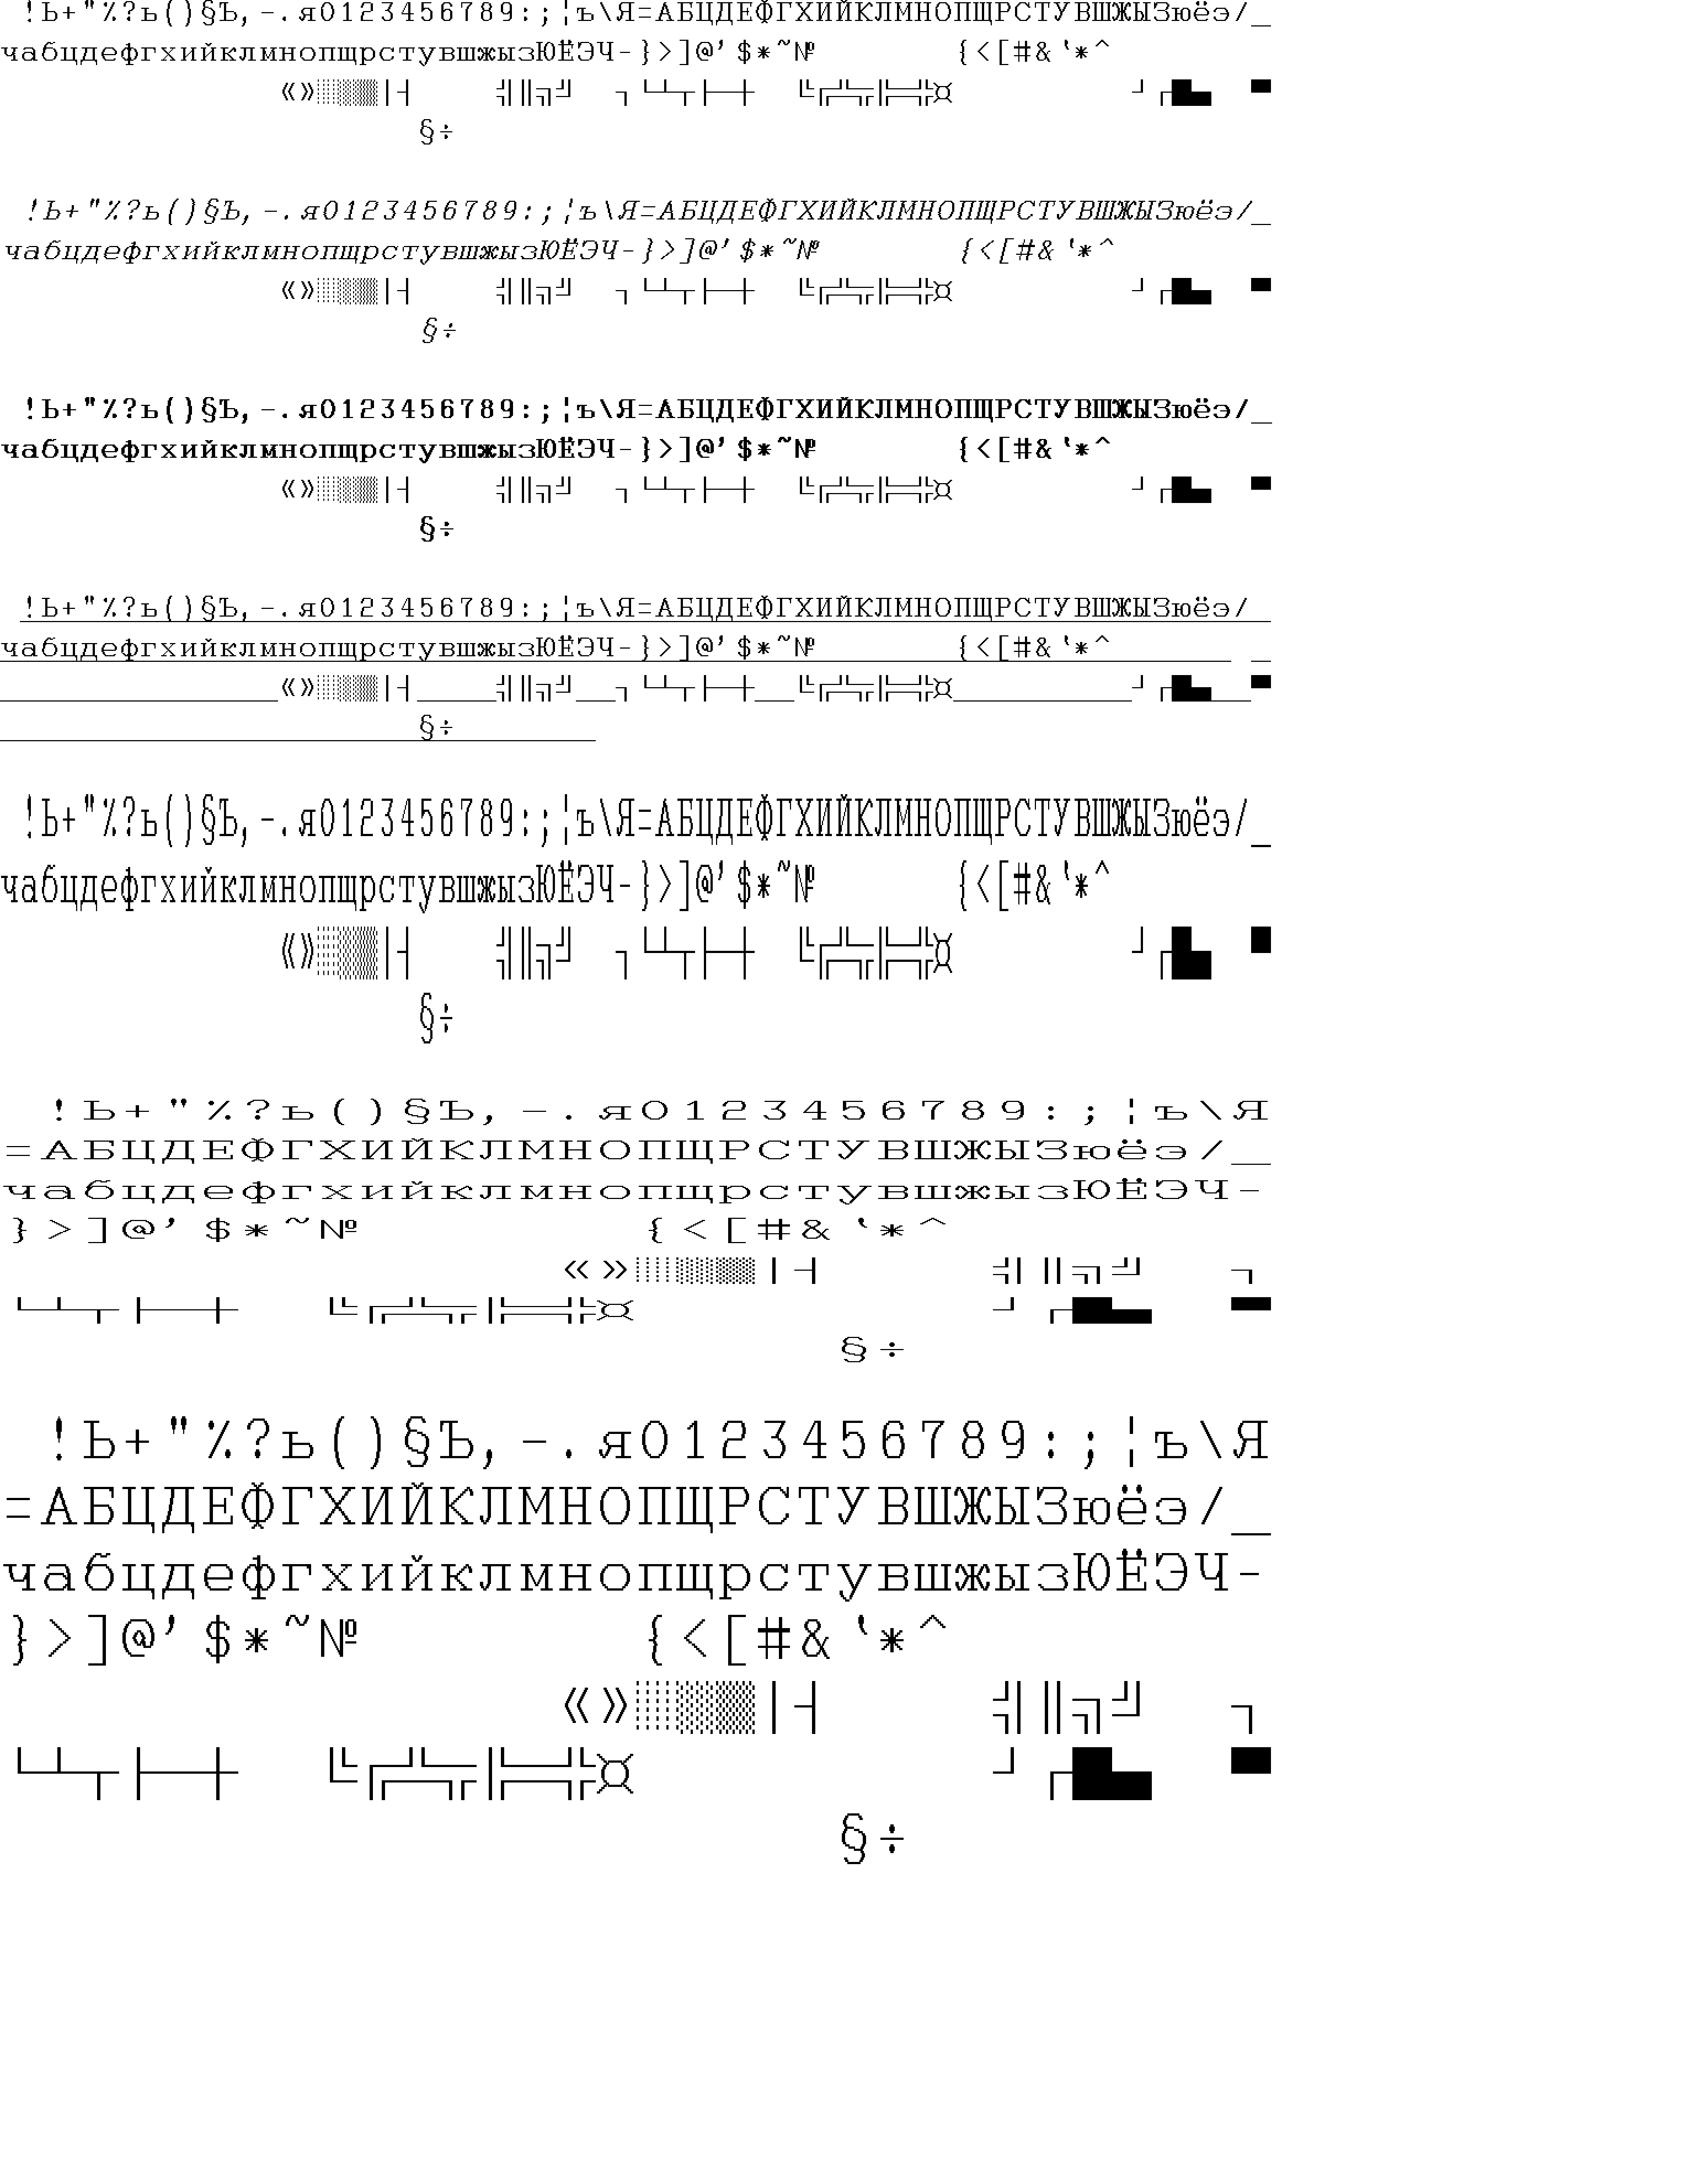 !Ь+"%?ь()§Ъ,-.я0123456789:;¦ъ\Я=АБЦДЕФГХИЙКЛМНОПЩРСТУВШЖЫЗюёэ/_
чабцдефгхийклмнопщрстувшжызЮЁЭЧ-}>]@'$*~№ {<[#&‛*^
«»░▒▓│┤ ╣║╗╝ ┐└┴┬├─┼ ╚╔╩╦╠═╬¤ ┘┌█▄ ▀
§÷
!Ь+"%?ь()§Ъ,-.я0123456789:;¦ъ\Я=АБЦДЕФГХИЙКЛМНОПЩРСТУВШЖЫЗюёэ/_
чабцдефгхийклмнопщрстувшжызЮЁЭЧ-}>]@'$*~№ {<[#&‛*^
«»░▒▓│┤ ╣║╗╝ ┐└┴┬├─┼ ╚╔╩╦╠═╬¤ ┘┌█▄ ▀
§÷
!Ь+"%?ь()§Ъ,-.я0123456789:;¦ъ\Я=АБЦДЕФГХИЙКЛМНОПЩРСТУВШЖЫЗюёэ/_
чабцдефгхийклмнопщрстувшжызЮЁЭЧ-}>]@'$*~№ {<[#&‛*^
«»░▒▓│┤ ╣║╗╝ ┐└┴┬├─┼ ╚╔╩╦╠═╬¤ ┘┌█▄ ▀
§÷
!Ь+"%?ь()§Ъ,-.я0123456789:;¦ъ\Я=АБЦДЕФГХИЙКЛМНОПЩРСТУВШЖЫЗюёэ/_
чабцдефгхийклмнопщрстувшжызЮЁЭЧ-}>]@'$*~№ {<[#&‛*^
«»░▒▓│┤ ╣║╗╝ ┐└┴┬├─┼ ╚╔╩╦╠═╬¤ ┘┌█▄ ▀
§÷
!Ь+"%?ь()§Ъ,-.я0123456789:;¦ъ\Я=АБЦДЕФГХИЙКЛМНОПЩРСТУВШЖЫЗюёэ/_
чабцдефгхийклмнопщрстувшжызЮЁЭЧ-}>]@'$*~№ {<[#&‛*^
«»░▒▓│┤ ╣║╗╝ ┐└┴┬├─┼ ╚╔╩╦╠═╬¤ ┘┌█▄ ▀
§÷
!Ь+"%?ь()§Ъ,-.я0123456789:;¦ъ\Я
=АБЦДЕФГХИЙКЛМНОПЩРСТУВШЖЫЗюёэ/_
чабцдефгхийклмнопщрстувшжызЮЁЭЧ-
}>]@'$*~№ {<[#&‛*^
«»░▒▓│┤ ╣║╗╝ ┐
└┴┬├─┼ ╚╔╩╦╠═╬¤ ┘┌█▄ ▀
§÷
!Ь+"%?ь()§Ъ,-.я0123456789:;¦ъ\Я
=АБЦДЕФГХИЙКЛМНОПЩРСТУВШЖЫЗюёэ/_
чабцдефгхийклмнопщрстувшжызЮЁЭЧ-
}>]@'$*~№ {<[#&‛*^
«»░▒▓│┤ ╣║╗╝ ┐
└┴┬├─┼ ╚╔╩╦╠═╬¤ ┘┌█▄ ▀
§÷